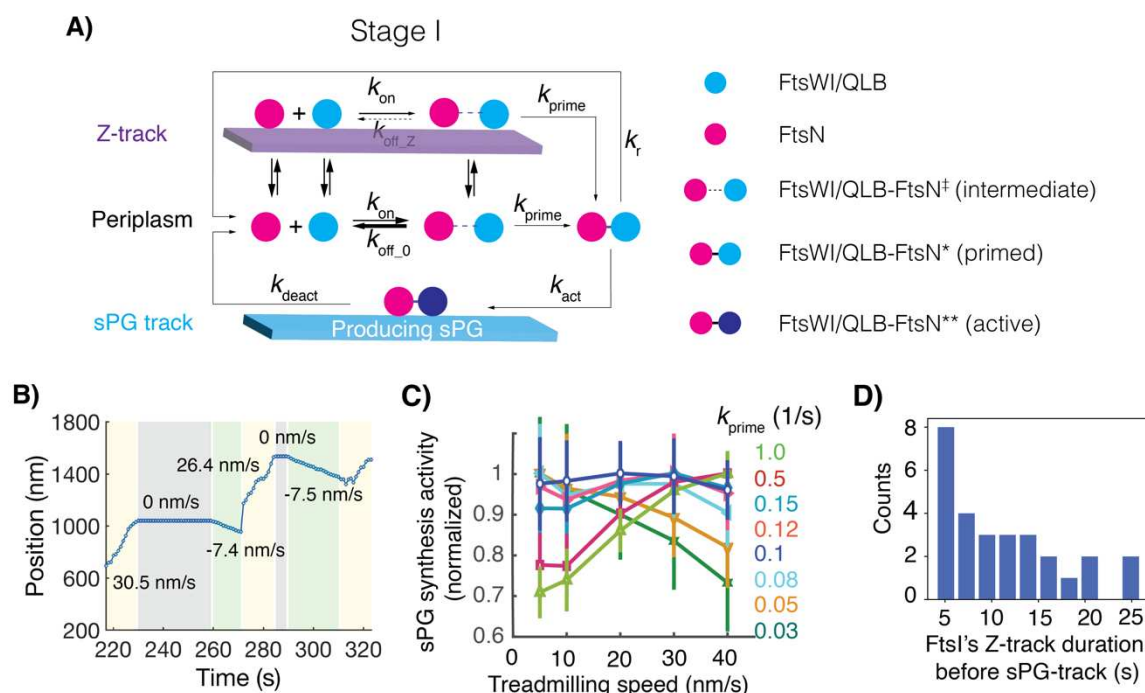 A)
Stage I
Z-track
+
k_on
k_off_Z
k_prime
k_r
Periplasm
+
k_on
k_off_0
k_prime
k_deact
k_act
sPG track
Producing sPG
FtsWI/QLB
FtsN
FtsWI/QLB-FtsN‡ (intermediate)
FtsWI/QLB-FtsN* (primed)
FtsWI/QLB-FtsN** (active)
B)
Position (nm)
1800
1400
1000
600
200
220 240 260 280 300 320
Time (s)
30.5 nm/s
0 nm/s
-7.4 nm/s
26.4 nm/s
0 nm/s
-7.5 nm/s
C)
sPG synthesis activity
(normalized)
1
0.9
0.8
0.7
0.6
0 10 20 30 40
Treadmilling speed (nm/s)
k_prime (1/s)
1.0
0.5
0.15
0.12
0.1
0.08
0.05
0.03
D)
Counts
8
6
4
2
0
5 10 15 20 25
FtsI's Z-track duration
before sPG-track (s)